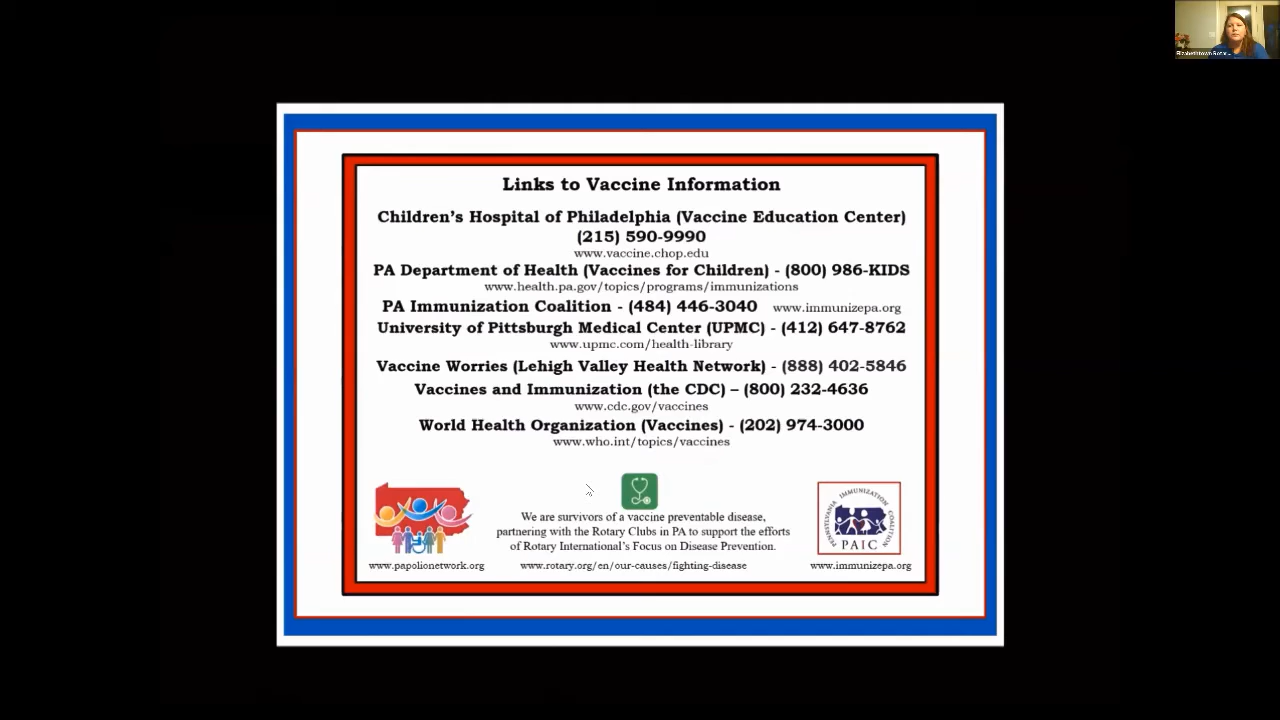 Elizabethtown Rotar...
Links to Vaccine Information
Children's Hospital of Philadelphia (Vaccine Education Center)
(215) 590-9990
www.vaccine.chop.edu
PA Department of Health (Vaccines for Children) - (800) 986-KIDS
www.health.pa.gov/topics/programs/immunizations
PA Immunization Coalition - (484) 446-3040 www.immunizepa.org
University of Pittsburgh Medical Center (UPMC) - (412) 647-8762
www.upmc.com/health-library
Vaccine Worries (Lehigh Valley Health Network) - (888) 402-5846
Vaccines and Immunization (the CDC) – (800) 232-4636
www.cdc.gov/vaccines
World Health Organization (Vaccines) - (202) 974-3000
www.who.int/topics/vaccines
We are survivors of a vaccine preventable disease,
partnering with the Rotary Clubs in PA to support the efforts
of Rotary International's Focus on Disease Prevention.
PENNSYLVANIA IMMUNIZATION COALITION
PAIC
www.papolionetwork.org
www.rotary.org/en/our-causes/fighting-disease
www.immunizepa.org